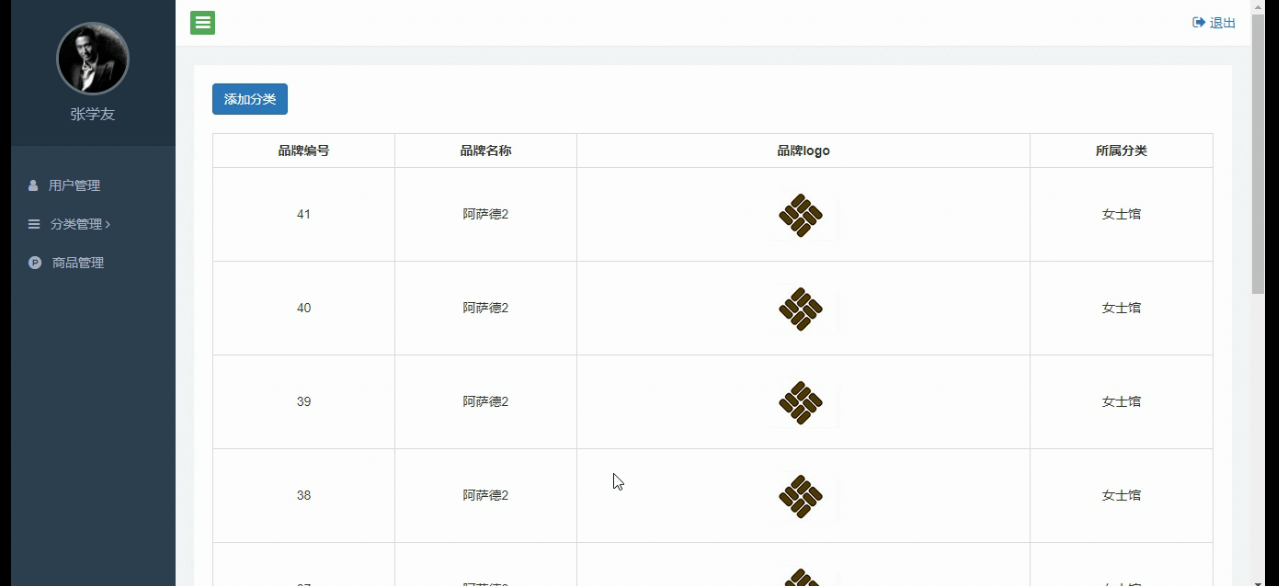 退出
张学友
用户管理
分类管理
商品管理
添加分类
品牌编号 品牌名称 品牌logo 所属分类
41 阿萨德2 女士馆
40 阿萨德2 女士馆
39 阿萨德2 女士馆
38 阿萨德2 女士馆